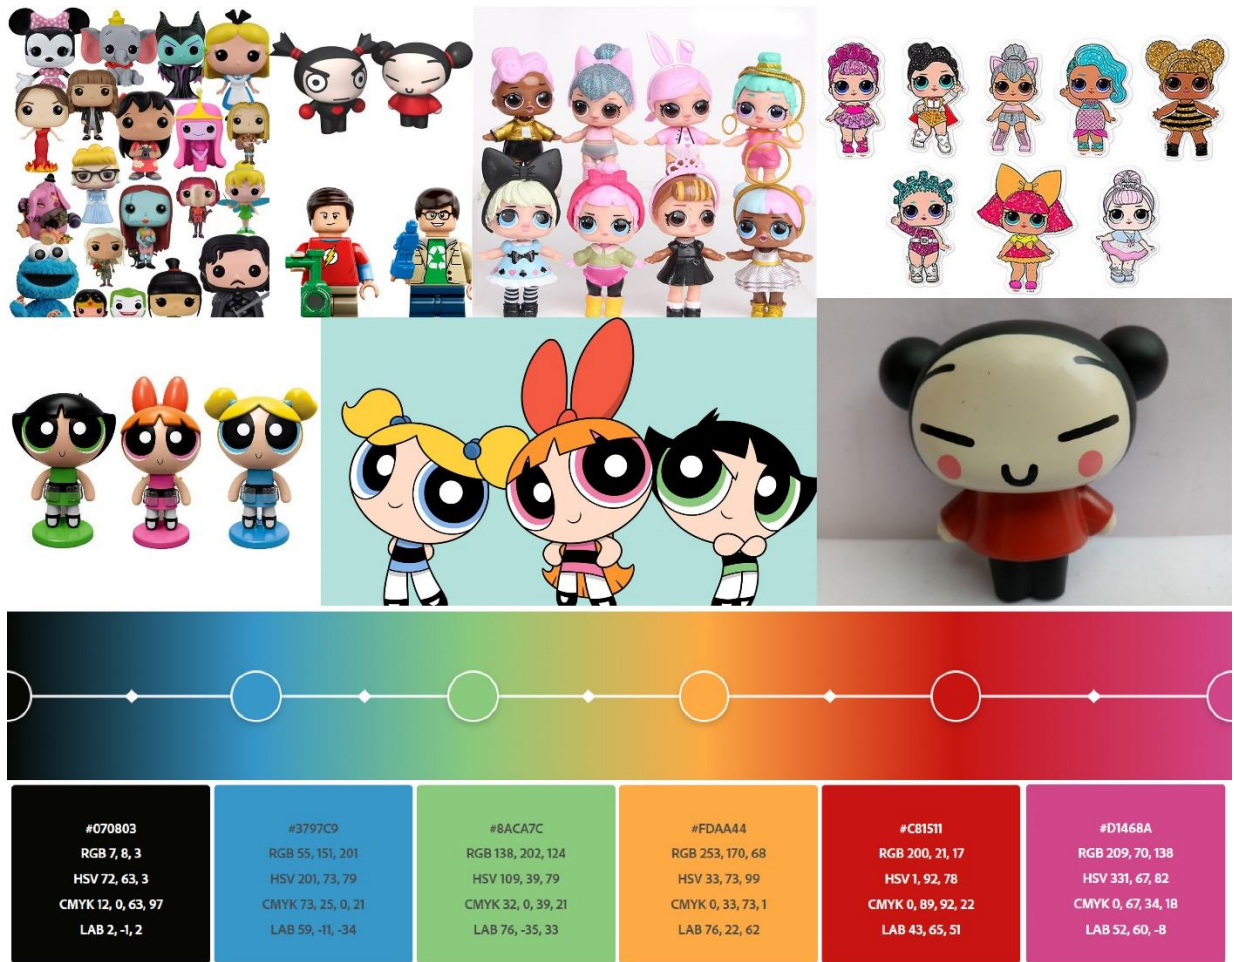 #070803
RGB 7, 8, 3
HSV 72, 63, 3
CMYK 12, 0, 63, 97
LAB 2, -1, 2
#3797C9
RGB 55, 151, 201
HSV 201, 73, 79
CMYK 73, 25, 0, 21
LAB 59, -11, -34
#8ACA7C
RGB 138, 202, 124
HSV 109, 39, 79
CMYK 32, 0, 39, 21
LAB 76, -35, 33
#FDAA44
RGB 253, 170, 68
HSV 33, 73, 99
CMYK 0, 33, 73, 1
LAB 76, 22, 62
#C81511
RGB 200, 21, 17
HSV 1, 92, 78
CMYK 0, 89, 92, 22
LAB 43, 65, 51
#D1468A
RGB 209, 70, 138
HSV 331, 67, 82
CMYK 0, 67, 34, 18
LAB 52, 60, -8